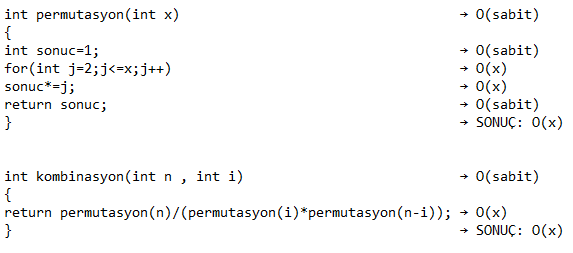 int permutasyon(int x) → O(sabit)
{
int sonuc=1; → O(sabit)
for(int j=2;j<=x;j++) → O(x)
sonuc*=j; → O(x)
return sonuc; → O(sabit)
} → SONUÇ: O(x)
int kombinasyon(int n , int i) → O(sabit)
{
return permutasyon(n)/(permutasyon(i)*permutasyon(n-i)); → O(x)
} → SONUÇ: O(x)